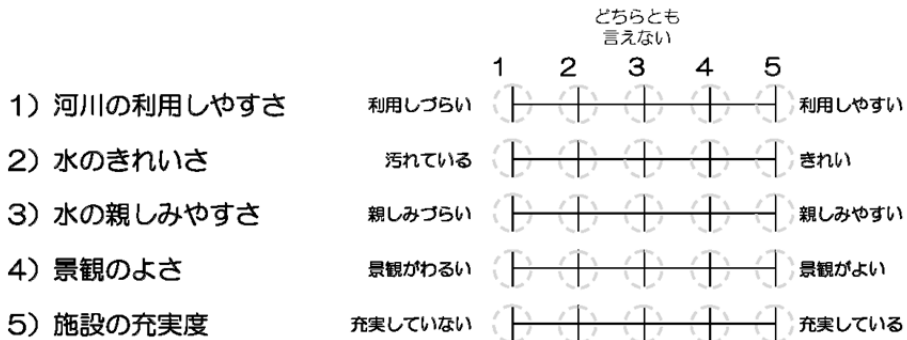 どちらとも
言えない
1 2 3 4 5
1）河川の利用しやすさ 利用しづらい 利用しやすい
2）水のきれいさ 汚れている きれい
3）水の親しみやすさ 親しみづらい 親しみやすい
4）景観のよさ 景観がわるい 景観がよい
5）施設の充実度 充実していない 充実している